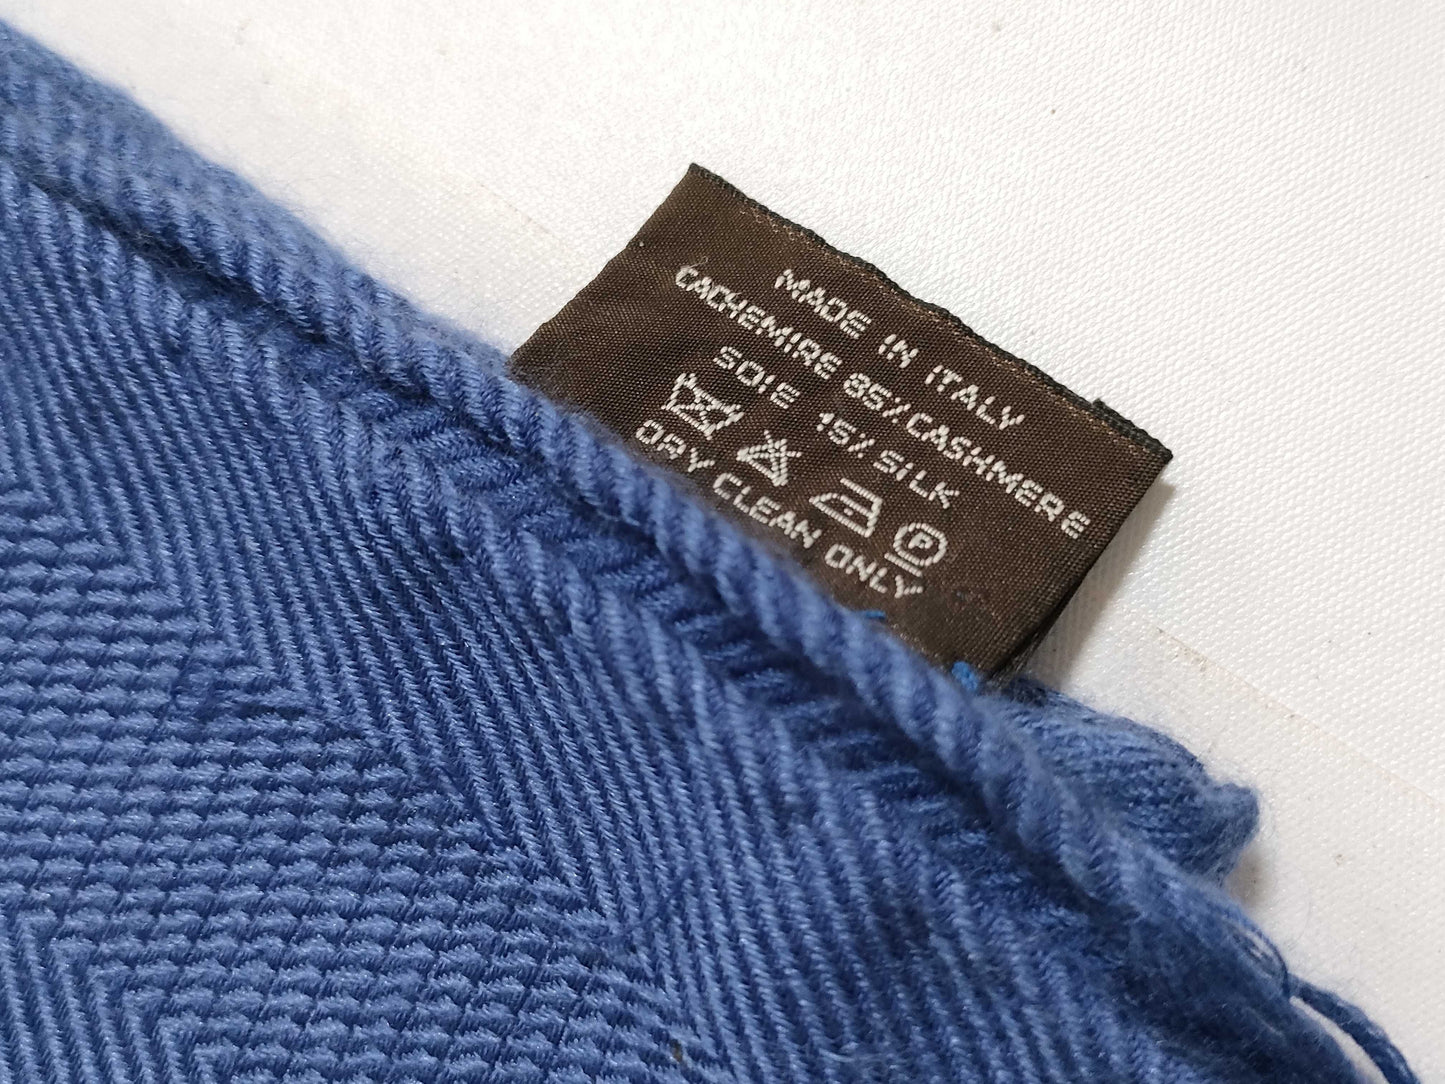 MADE IN ITALY
CACHEMIRE 85% CASHMERE
SOIE 15% SILK
P
DRY CLEAN ONLY